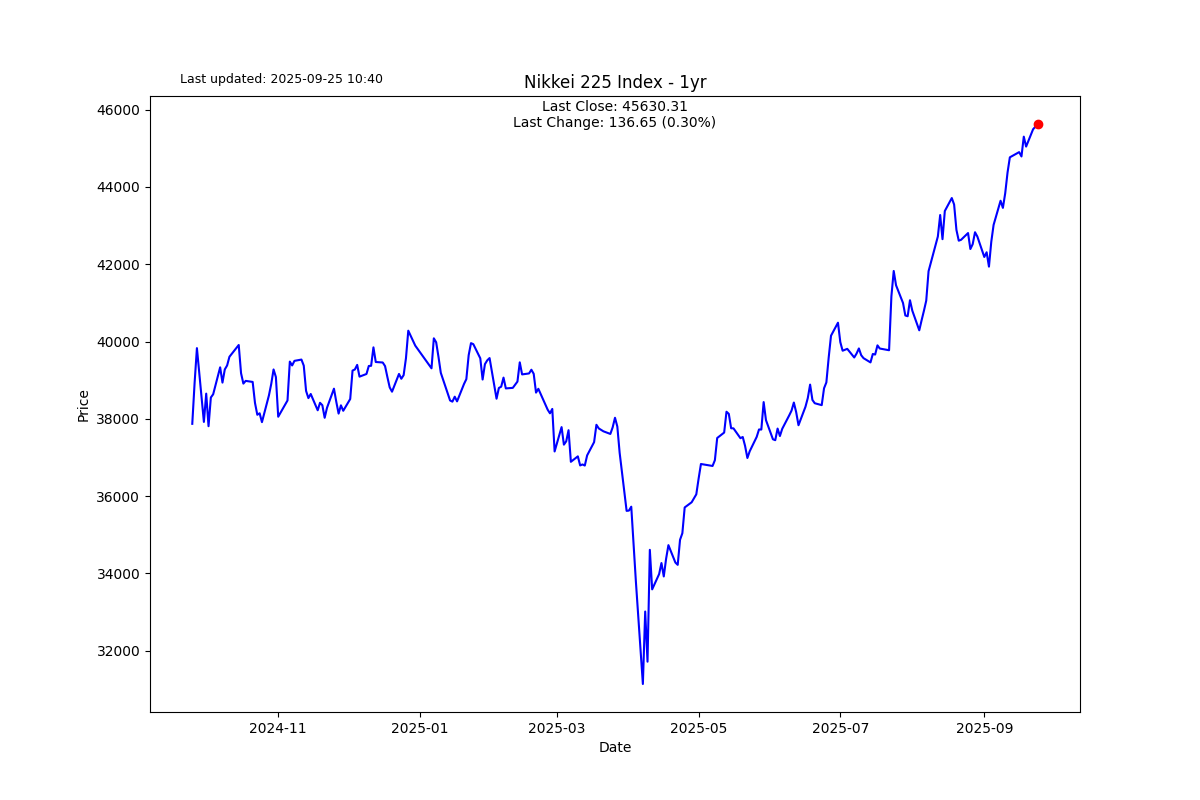 Last updated: 2025-09-25 10:40
Nikkei 225 Index - 1yr
Last Close: 45630.31
Last Change: 136.65 (0.30%)
46000
44000
42000
40000
38000
36000
34000
32000
Price
2024-11
2025-01
2025-03
2025-05
2025-07
2025-09
Date